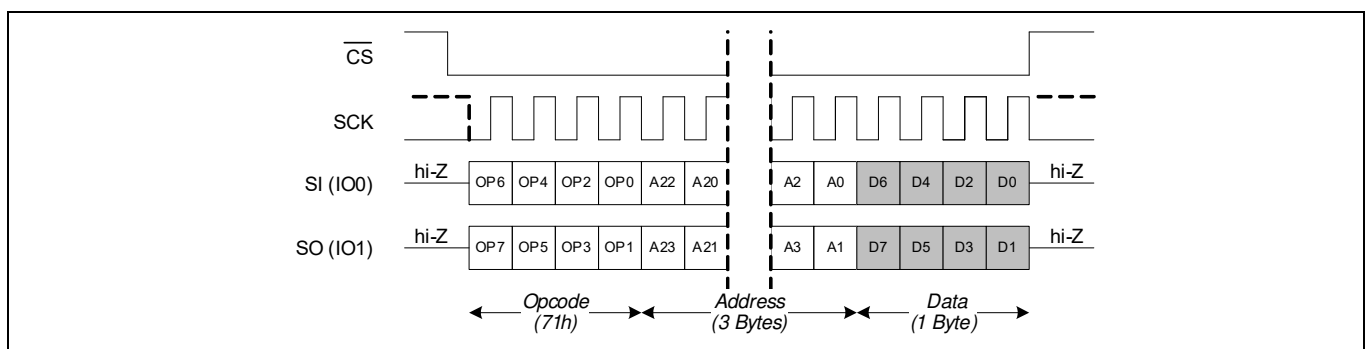 CS
SCK
SI (IO0) hi-Z OP6 OP4 OP2 OP0 A22 A20 A2 A0 D6 D4 D2 D0 hi-Z
SO (IO1) hi-Z OP7 OP5 OP3 OP1 A23 A21 A3 A1 D7 D5 D3 D1 hi-Z
Opcode Address Data
(71h) (3 Bytes) (1 Byte)